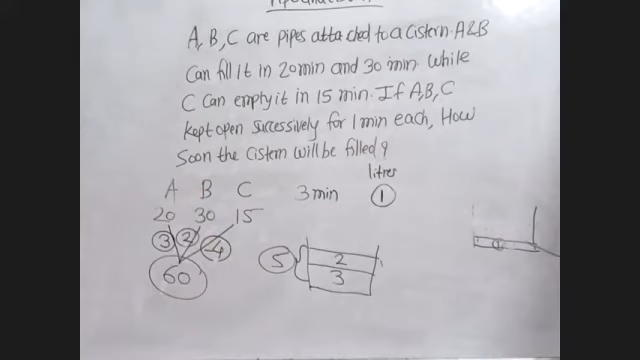 A, B, C are pipes attached to a Cistern. A&B
Can fill it in 20min and 30 min. while
C Can empty it in 15 min. If A,B,C
kept open successively for 1 min each, How
Soon the Cistern will be filled ?
litres
A B C 3 min 1
20 30 15
3 2 -4
60
5 2
3
1